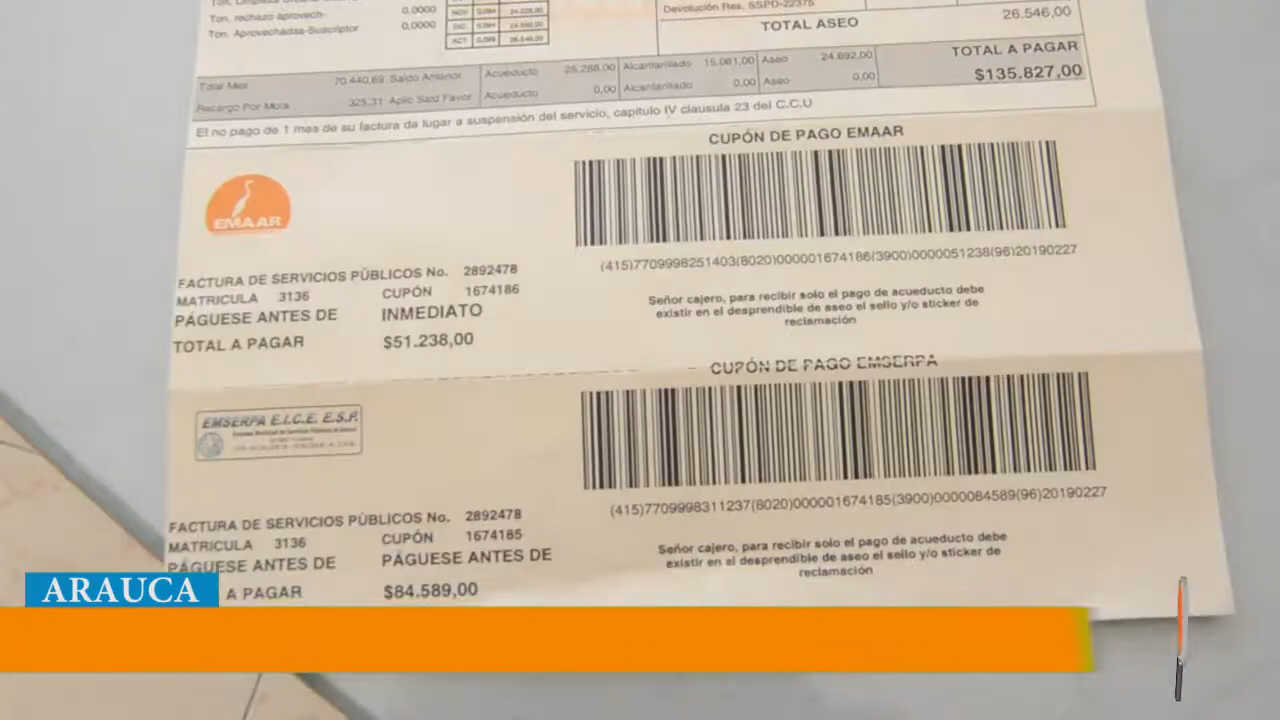 Ton. rechazo aprovech-
0,0000
Ton. Aprovechadas-Suscriptor
0,0000
Devolución Res. SSPD-22375
TOTAL ASEO
26.546,00
Total Mes 70.440,69 Saldo Anterior Acueducto 25.288,00 Alcantarillado 15.061,00 Aseo 24.692,00 TOTAL A PAGAR
Recargo Por Mora 325,31 Aplic Sald Favor Acueducto 0,00 Alcantarillado 0,00 Aseo 0,00 $135.827,00
El no pago de 1 mes de su factura da lugar a suspensión del servicio, capitulo IV clausula 23 del C.C.U
CUPÓN DE PAGO EMAAR
EMAAR
(415)7709998251403(8020)000001674186(3900)0000051238(96)20190227
FACTURA DE SERVICIOS PÚBLICOS No. 2892478
MATRICULA 3136 CUPÓN 1674186
PÁGUESE ANTES DE INMEDIATO
TOTAL A PAGAR $51.238,00
Señor cajero, para recibir solo el pago de acueducto debe
existir en el desprendible de aseo el sello y/o sticker de
reclamación
CUPÓN DE PAGO EMSERPA
EMSERPA E.I.C.E. E.S.P.
(415)7709998311237(8020)000001674185(3900)0000084589(96)20190227
FACTURA DE SERVICIOS PÚBLICOS No. 2892478
MATRICULA 3136 CUPÓN 1674185
PÁGUESE ANTES DE PÁGUESE ANTES DE
A PAGAR $84.589,00
Señor cajero, para recibir solo el pago de acueducto debe
existir en el desprendible de aseo el sello y/o sticker de
reclamación
ARAUCA